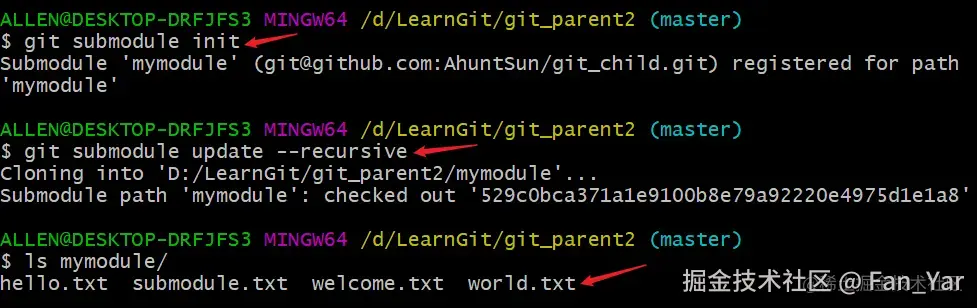 ALLEN@DESKTOP-DRFJFS3 MINGW64 /d/LearnGit/git_parent2 (master)
$ git submodule init
Submodule 'mymodule' (git@github.com:AhuntSun/git_child.git) registered for path
'mymodule'
ALLEN@DESKTOP-DRFJFS3 MINGW64 /d/LearnGit/git_parent2 (master)
$ git submodule update --recursive
Cloning into 'D:/LearnGit/git_parent2/mymodule'...
Submodule path 'mymodule': checked out '529c0bca371a1e9100b8e79a92220e4975d1e1a8'
ALLEN@DESKTOP-DRFJFS3 MINGW64 /d/LearnGit/git_parent2 (master)
$ ls mymodule/
hello.txt  submodule.txt  welcome.txt  world.txt
掘金技术社区 @ Fan_Yar